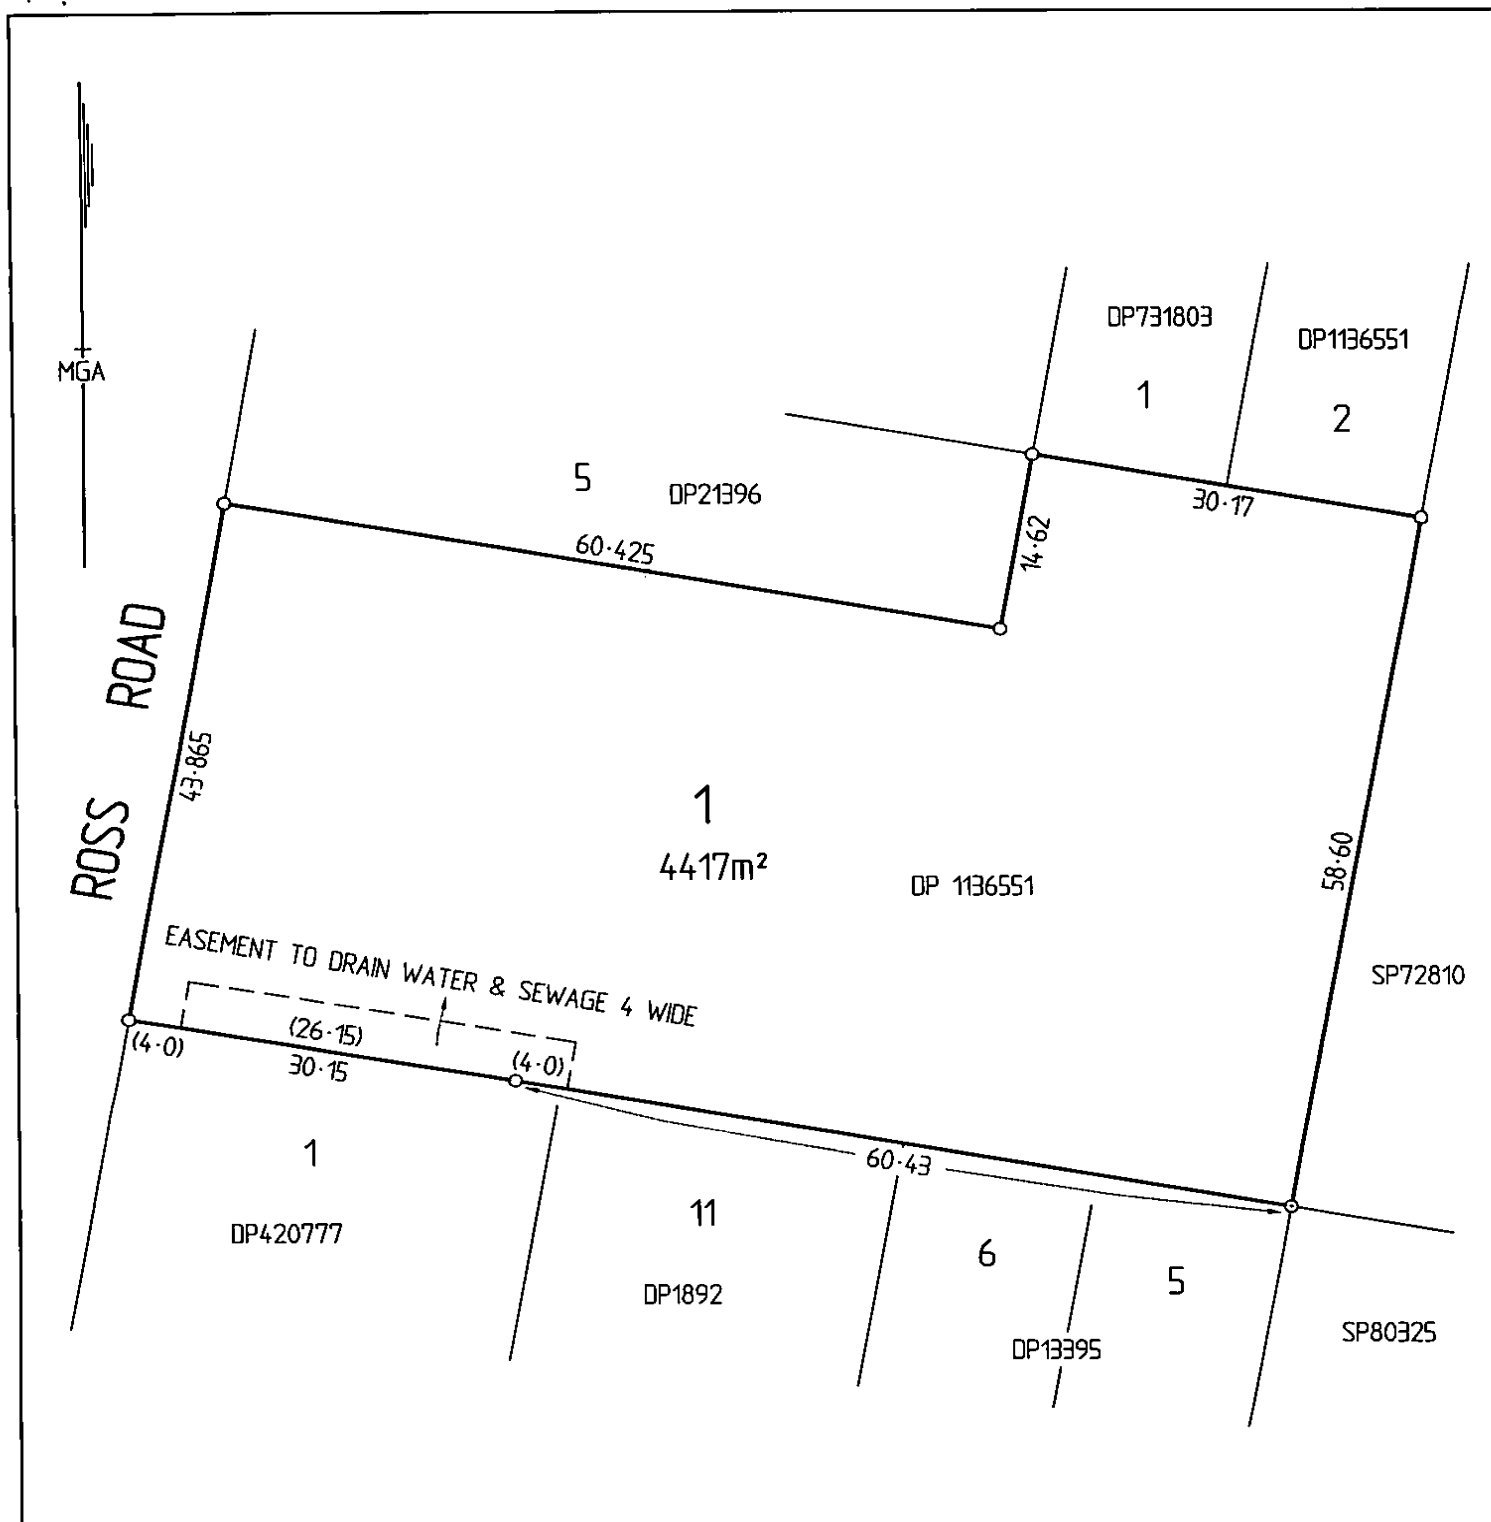 MGA
DP731803
1
DP1136551
2
5
DP21396
30·17
14·62
60·425
ROSS ROAD
43·865
1
4417m²
DP 1136551
58·60
SP72810
EASEMENT TO DRAIN WATER & SEWAGE 4 WIDE
(4·0)
(26·15)
(4·0)
30·15
60·43
1
DP420777
11
DP1892
6
5
DP13395
SP80325